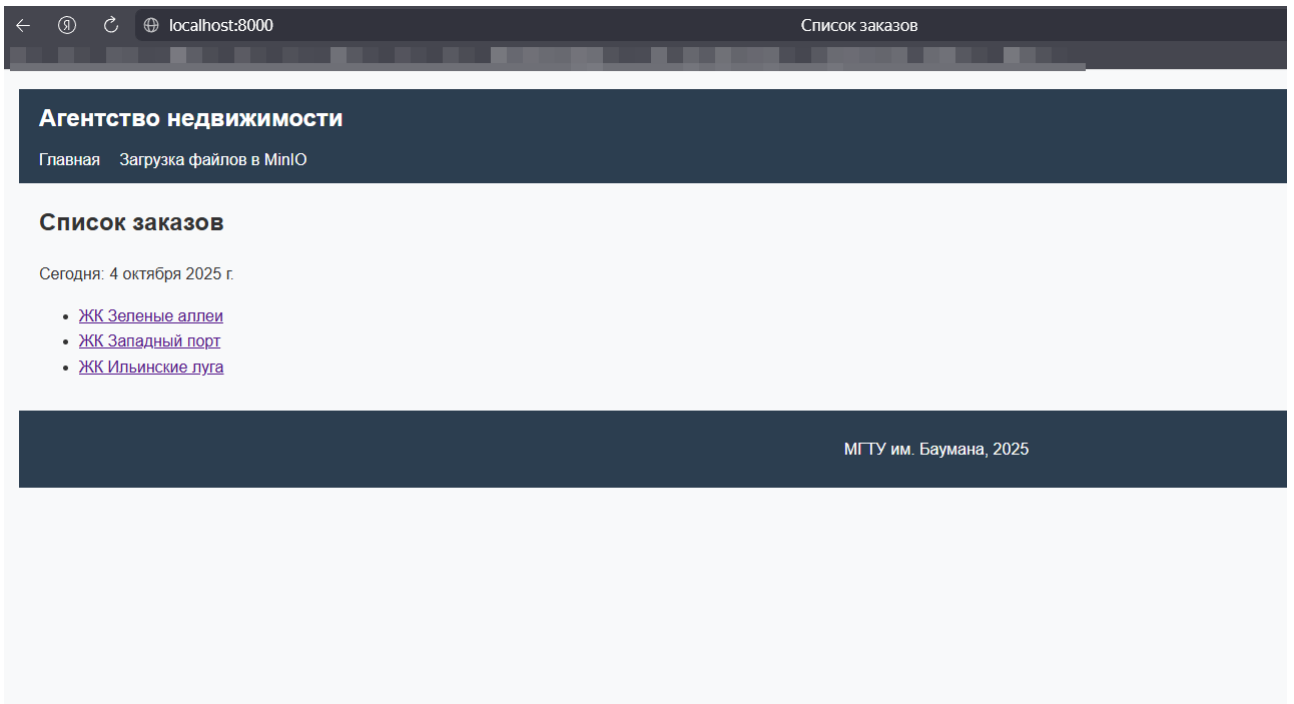 localhost:8000 Список заказов
Агентство недвижимости
Главная Загрузка файлов в MinIO
Список заказов
Сегодня: 4 октября 2025 г.
ЖК Зеленые аллеи
ЖК Западный порт
ЖК Ильинские луга
МГТУ им. Баумана, 2025